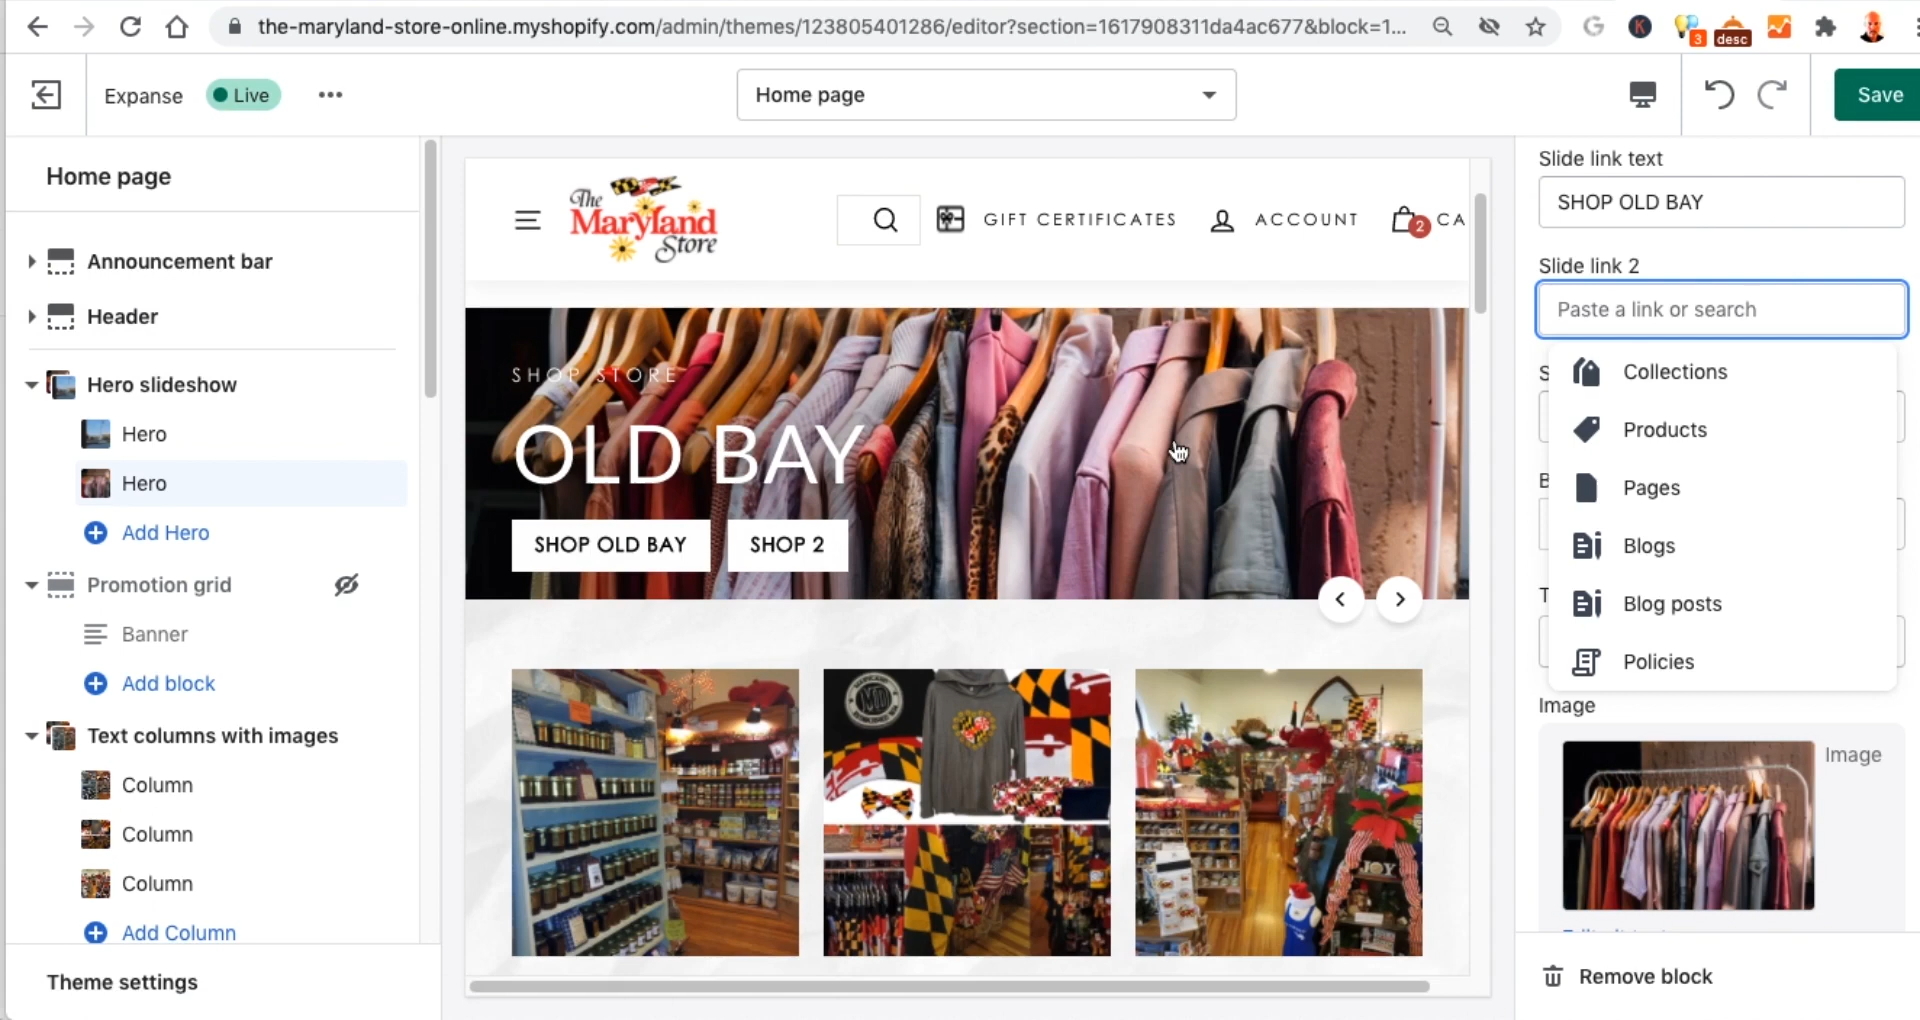 the-maryland-store-online.myshopify.com/admin/themes/123805401286/editor?section=1617908311da4ac677&block=1...
3
desc
Expanse
Live
Home page
Save
Home page
Announcement bar
Header
Hero slideshow
Hero
Hero
Add Hero
Promotion grid
Banner
Add block
Text columns with images
Column
Column
Column
Add Column
Theme settings
The
Maryland
Store
GIFT CERTIFICATES
ACCOUNT
2
CA
SHOP STORE
OLD BAY
SHOP OLD BAY
SHOP 2
JOY
Slide link text
SHOP OLD BAY
Slide link 2
Paste a link or search
S
B
T
Collections
Products
Pages
Blogs
Blog posts
Policies
Image
Image
Remove block